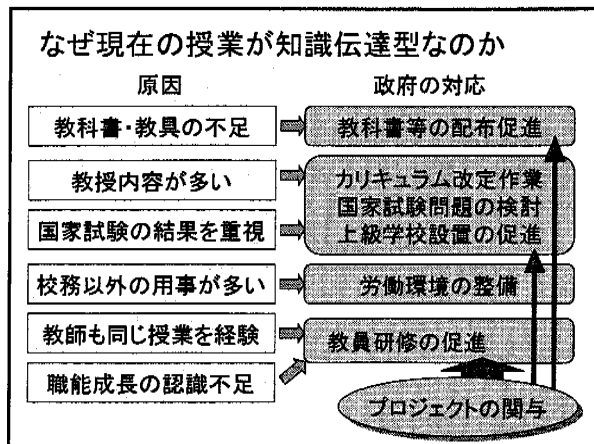 なぜ現在の授業が知識伝達型なのか
原因
政府の対応
教科書・教具の不足
教科書等の配布促進
教授内容が多い
国家試験の結果を重視
カリキュラム改定作業
国家試験問題の検討
上級学校設置の促進
校務以外の用事が多い
労働環境の整備
教師も同じ授業を経験
職能成長の認識不足
教員研修の促進
プロジェクトの関与